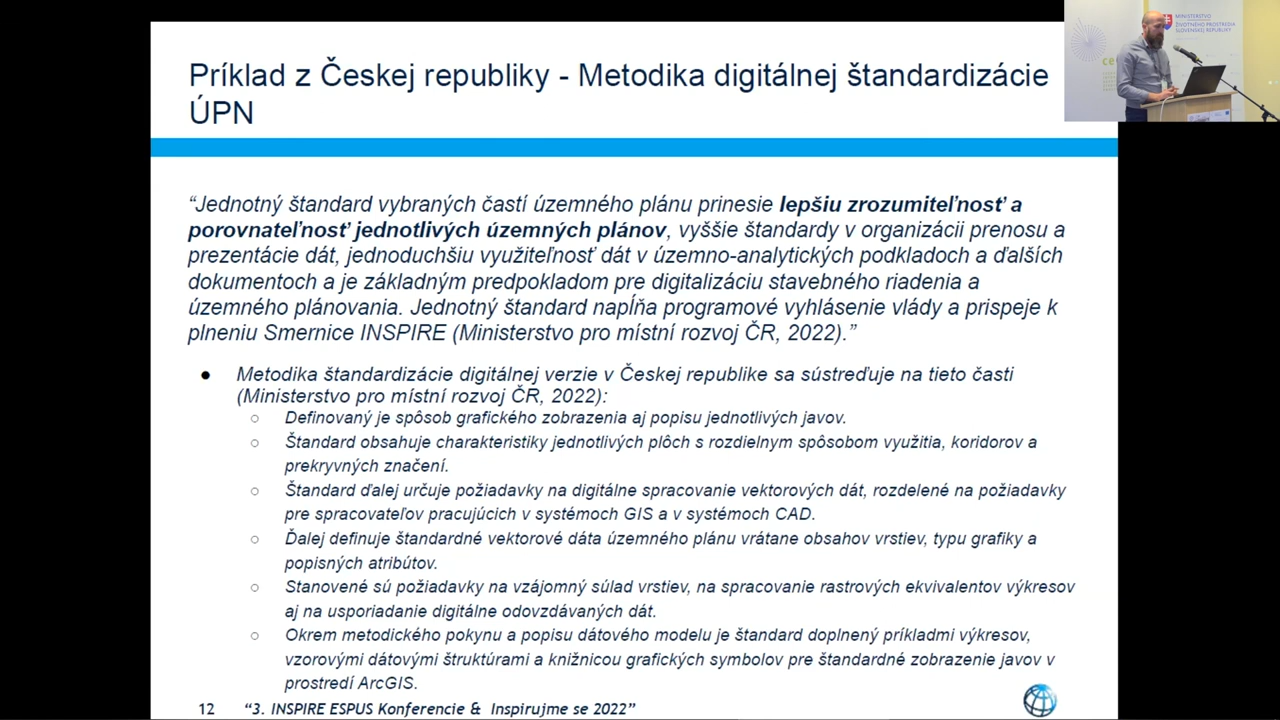 Príklad z Českej republiky - Metodika digitálnej štandardizácie
ÚPN
MINISTERSTVO
ŽIVOTNÉHO PROSTREDIA
SLOVENSKEJ REPUBLIKY
“Jednotný štandard vybraných častí územného plánu prinesie lepšiu zrozumiteľnosť a
porovnateľnosť jednotlivých územných plánov, vyššie štandardy v organizácii prenosu a
prezentácie dát, jednoduchšiu využiteľnosť dát v územno-analytických podkladoch a ďalších
dokumentoch a je základným predpokladom pre digitalizáciu stavebného riadenia a
územného plánovania. Jednotný štandard napĺňa programové vyhlásenie vlády a prispeje k
plneniu Smernice INSPIRE (Ministerstvo pro místní rozvoj ČR, 2022).”
● Metodika štandardizácie digitálnej verzie v Českej republike sa sústreďuje na tieto časti
(Ministerstvo pro místní rozvoj ČR, 2022):
○ Definovaný je spôsob grafického zobrazenia aj popisu jednotlivých javov.
○ Štandard obsahuje charakteristiky jednotlivých plôch s rozdielnym spôsobom využitia, koridorov a
prekryvných značení.
○ Štandard ďalej určuje požiadavky na digitálne spracovanie vektorových dát, rozdelené na požiadavky
pre spracovateľov pracujúcich v systémoch GIS a v systémoch CAD.
○ Ďalej definuje štandardné vektorové dáta územného plánu vrátane obsahov vrstiev, typu grafiky a
popisných atribútov.
○ Stanovené sú požiadavky na vzájomný súlad vrstiev, na spracovanie rastrových ekvivalentov výkresov
aj na usporiadanie digitálne odovzdávaných dát.
○ Okrem metodického pokynu a popisu dátového modelu je štandard doplnený príkladmi výkresov,
vzorovými dátovými štruktúrami a knižnicou grafických symbolov pre štandardné zobrazenie javov v
prostredí ArcGIS.
12 “3. INSPIRE ESPUS Konferencie & Inspirujme se 2022”